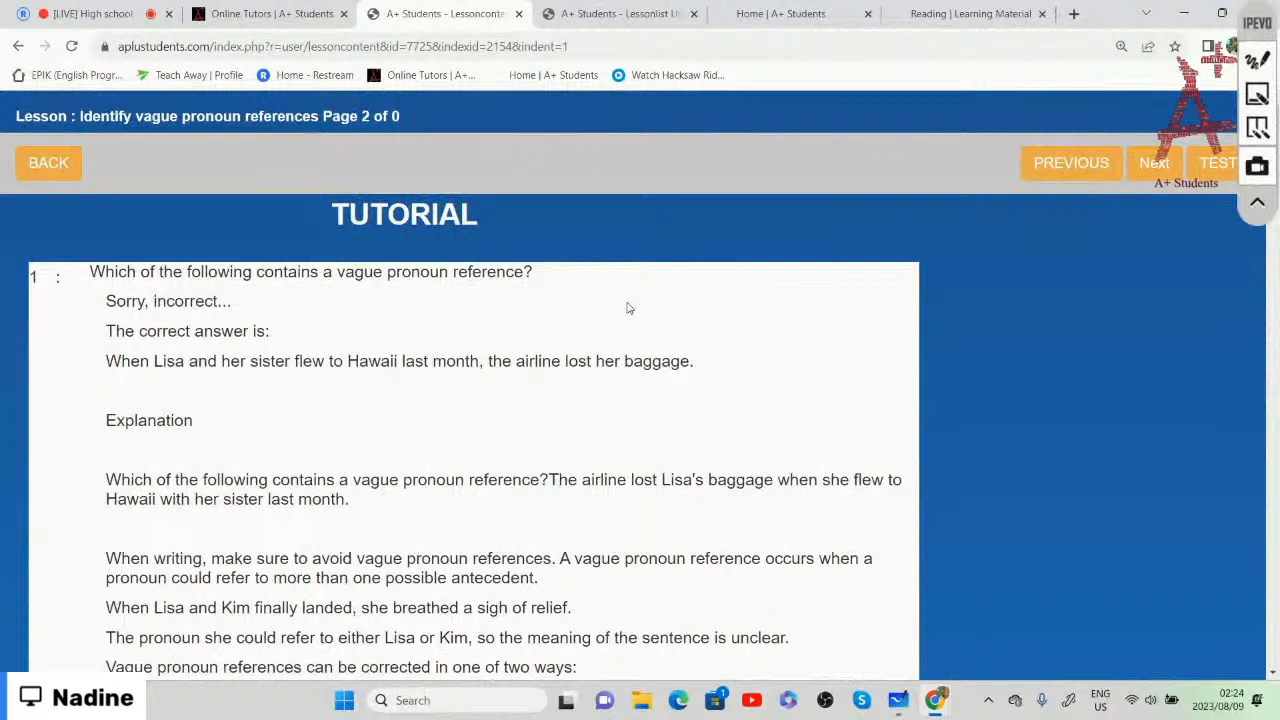 [LIVE] High school
Online Tutors | A+ Students
A+ Students - Lessonconte
A+ Students - Lessonlist U
Home | A+ Students
Reading | Learning Material
IPEVO
aplustudents.com/index.php?r=user/lessoncontent&id=7725&indexid=2154&indent=1
EPIK (English Progr...
Teach Away | Profile
Home - Restream
Online Tutors | A+...
Home | A+ Students
Watch Hacksaw Rid...
Lesson : Identify vague pronoun references Page 2 of 0
BACK
PREVIOUS
Next
TEST
A+ Students
TUTORIAL
1 : Which of the following contains a vague pronoun reference?
Sorry, incorrect...
The correct answer is:
When Lisa and her sister flew to Hawaii last month, the airline lost her baggage.
Explanation
Which of the following contains a vague pronoun reference?The airline lost Lisa's baggage when she flew to
Hawaii with her sister last month.
When writing, make sure to avoid vague pronoun references. A vague pronoun reference occurs when a
pronoun could refer to more than one possible antecedent.
When Lisa and Kim finally landed, she breathed a sigh of relief.
The pronoun she could refer to either Lisa or Kim, so the meaning of the sentence is unclear.
Vague pronoun references can be corrected in one of two ways:
Nadine
Search
1
ENG
US
02:24
2023/08/09